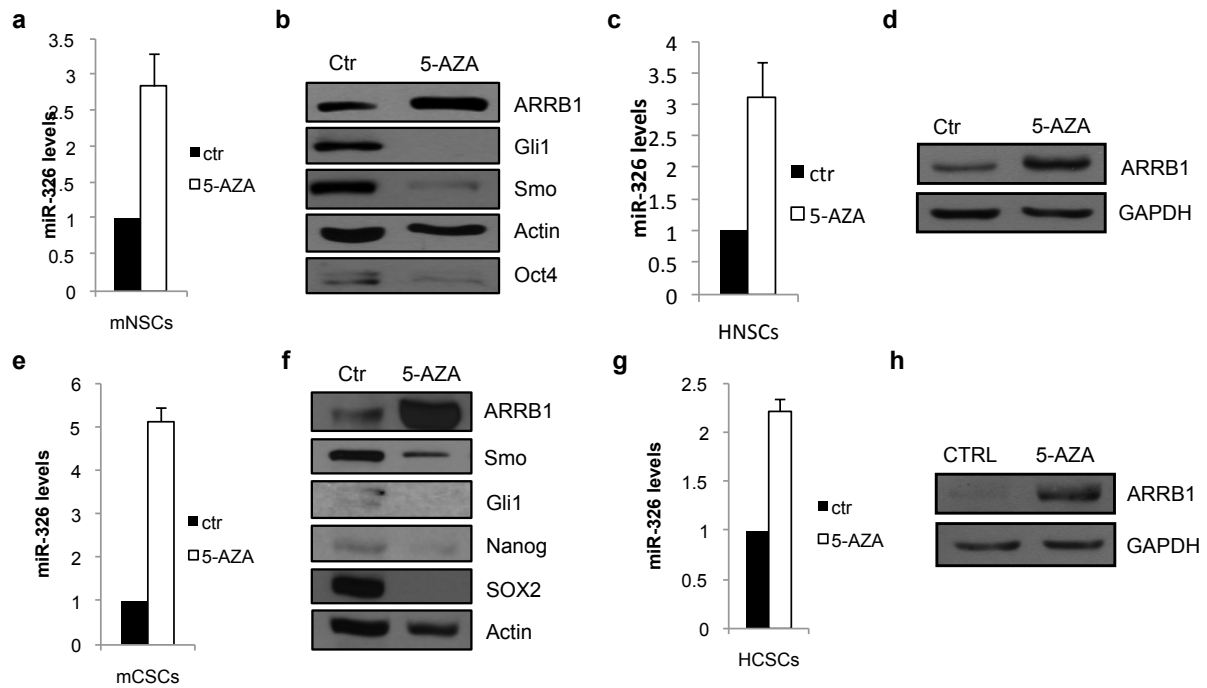 a
miR-326 levels
3.5
3
2.5
2
1.5
1
0.5
0
ctr
5-AZA
mNSCs
b
Ctr 5-AZA
ARRB1
Gli1
Smo
Actin
Oct4
c
miR-326 levels
4
3.5
3
2.5
2
1.5
1
0.5
0
ctr
5-AZA
HNSCs
d
Ctr 5-AZA
ARRB1
GAPDH
e
miR-326 levels
6
5
4
3
2
1
0
ctr
5-AZA
mCSCs
f
Ctr 5-AZA
ARRB1
Smo
Gli1
Nanog
SOX2
Actin
g
miR-326 levels
2.5
2
1.5
1
0.5
0
ctr
5-AZA
HCSCs
h
CTRL 5-AZA
ARRB1
GAPDH